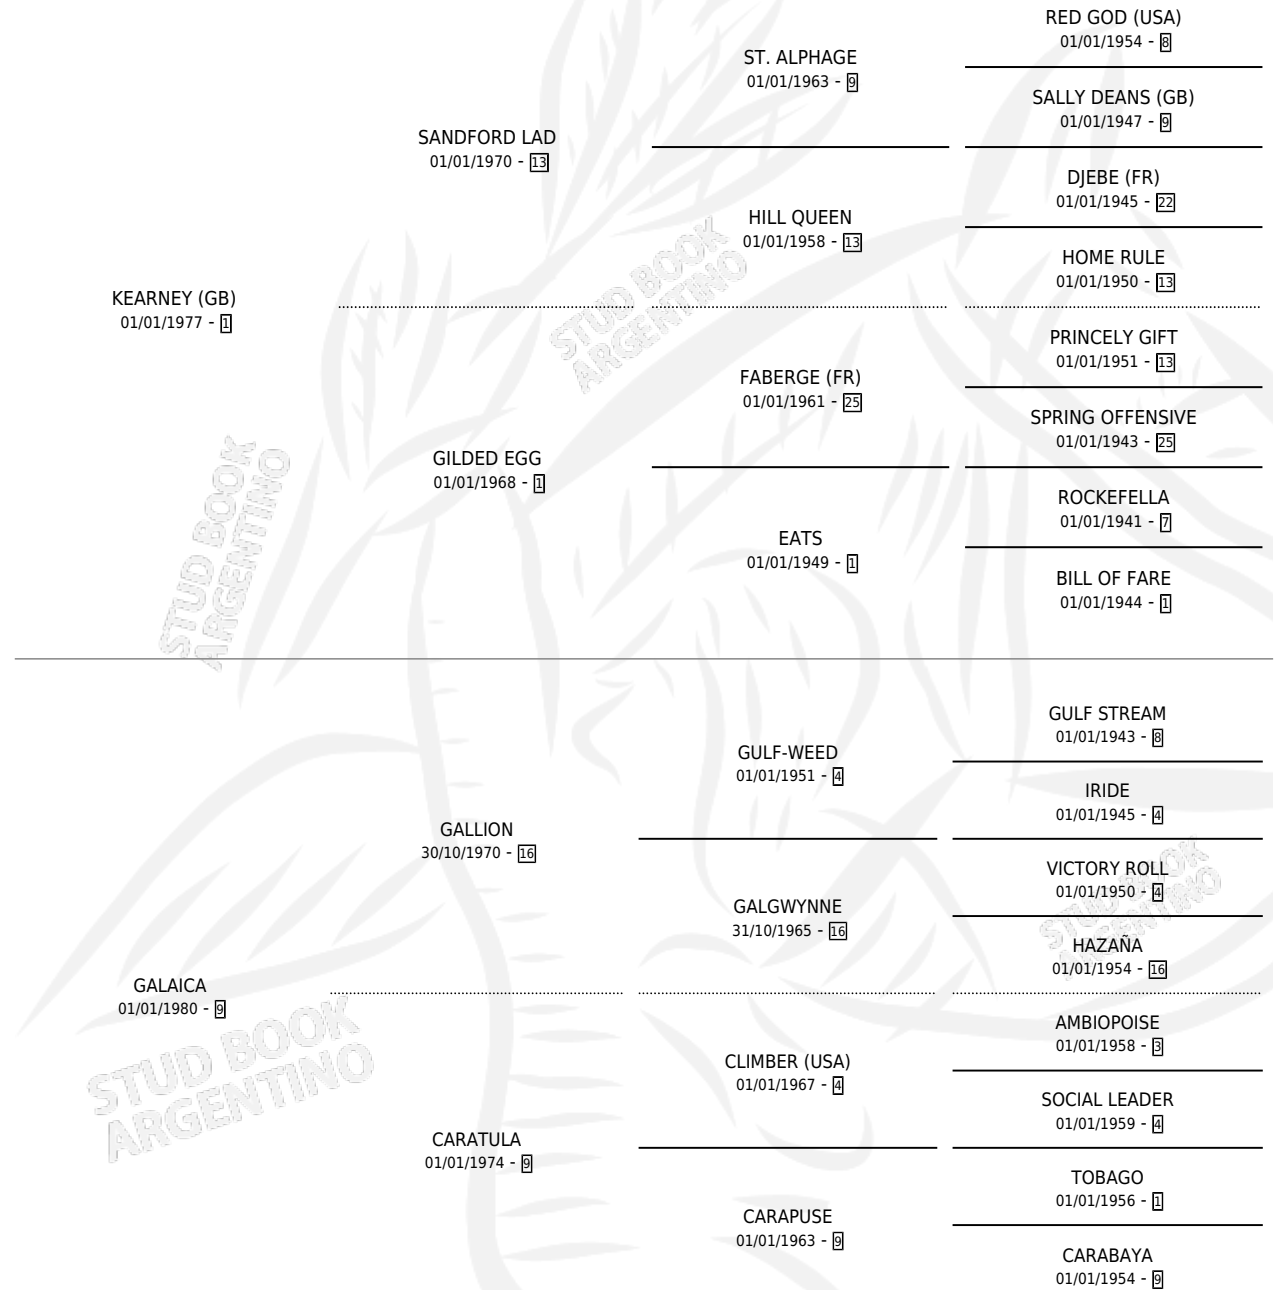 KEARNEY (GB)
01/01/1977 - 1
SANDFORD LAD
01/01/1970 - 13
GILDED EGG
01/01/1968 - 1
ST. ALPHAGE
01/01/1963 - 9
HILL QUEEN
01/01/1958 - 13
FABERGE (FR)
01/01/1961 - 25
EATS
01/01/1949 - 1
RED GOD (USA)
01/01/1954 - 8
SALLY DEANS (GB)
01/01/1947 - 9
DJEBE (FR)
01/01/1945 - 22
HOME RULE
01/01/1950 - 13
PRINCELY GIFT
01/01/1951 - 13
SPRING OFFENSIVE
01/01/1943 - 25
ROCKEFELLA
01/01/1941 - 7
BILL OF FARE
01/01/1944 - 1
STUD BOOK
ARGENTINO
STUD BOOK
ARGENTINO
GALAICA
01/01/1980 - 9
GALLION
30/10/1970 - 16
CARATULA
01/01/1974 - 9
GULF-WEED
01/01/1951 - 4
GALGWYNNE
31/10/1965 - 16
CLIMBER (USA)
01/01/1967 - 4
CARAPUSE
01/01/1963 - 9
GULF STREAM
01/01/1943 - 8
IRIDE
01/01/1945 - 4
VICTORY ROLL
01/01/1950 - 4
HAZAÑA
01/01/1954 - 16
AMBIOPOISE
01/01/1958 - 3
SOCIAL LEADER
01/01/1959 - 4
TOBAGO
01/01/1956 - 1
CARABAYA
01/01/1954 - 9
STUD BOOK
ARGENTINO
STUD BOOK
ARGENTINO